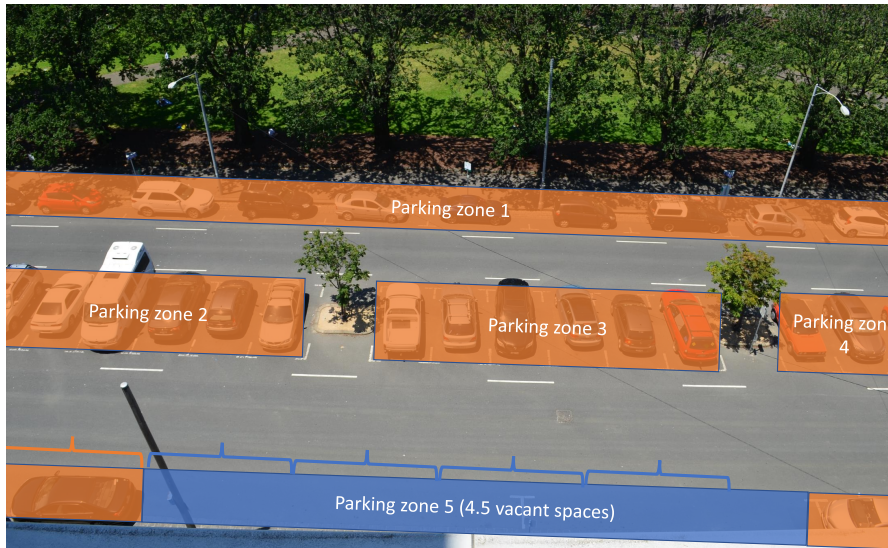 Parking zone 1
Parking zone 2
Parking zone 3
Parking zon
4
Parking zone 5 (4.5 vacant spaces)